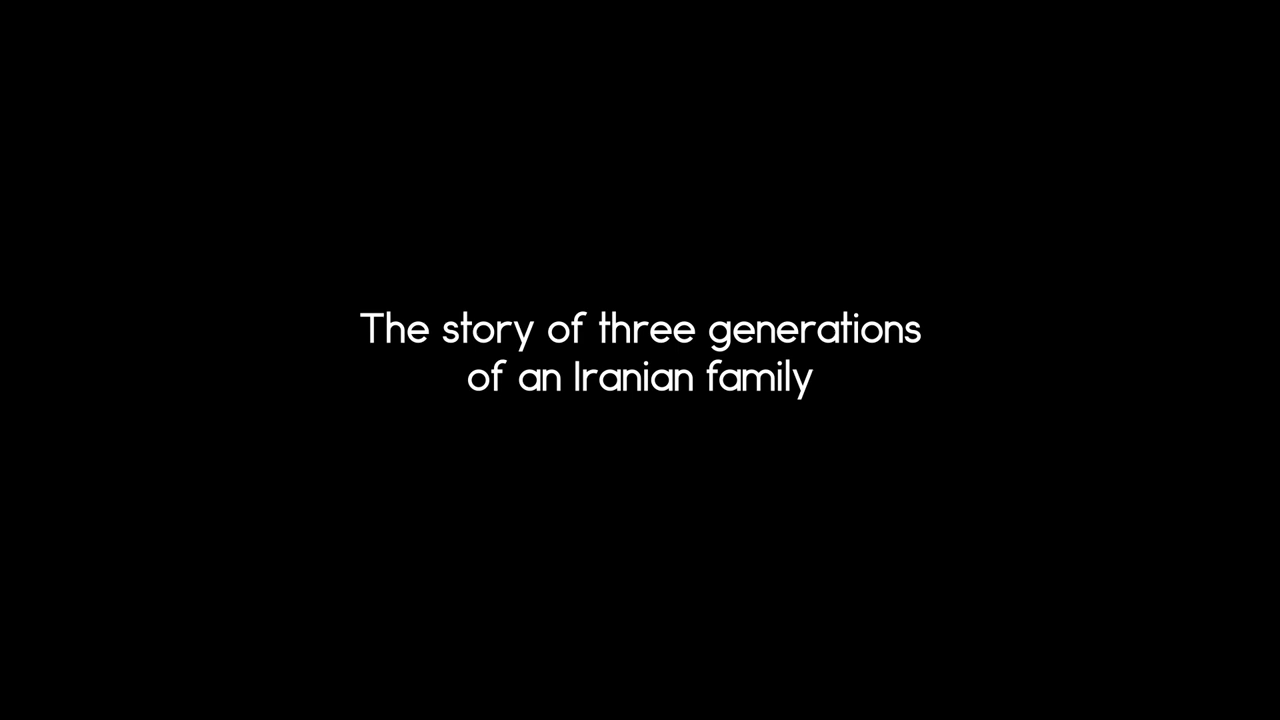 The story of three generations
of an Iranian family